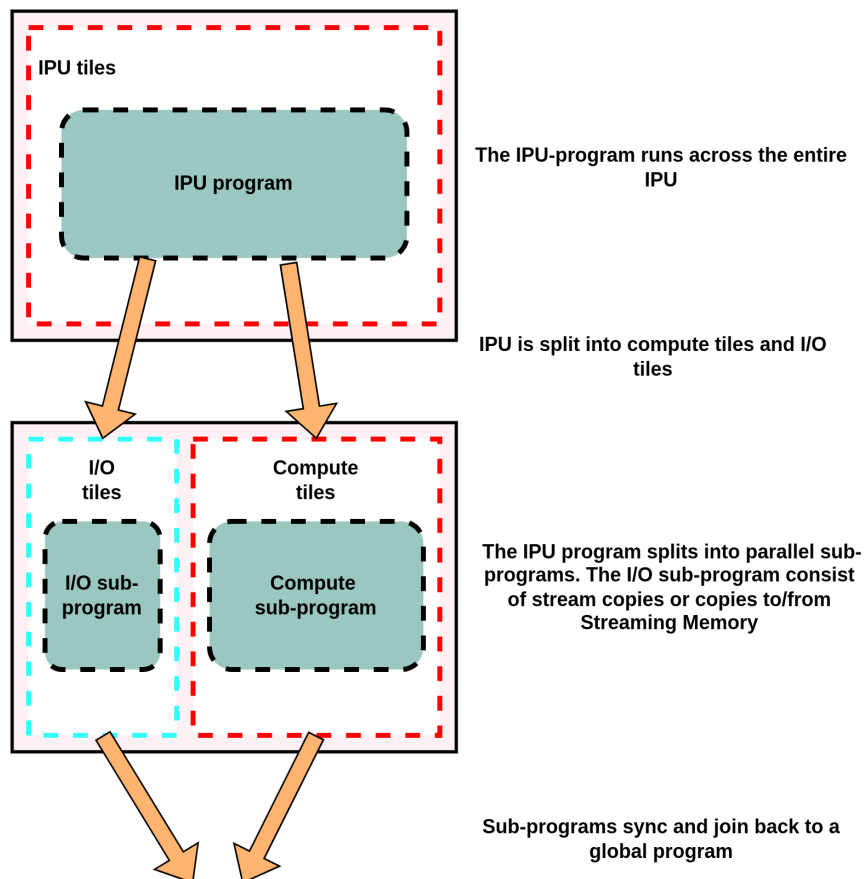 IPU tiles
IPU program
The IPU-program runs across the entire
IPU
IPU is split into compute tiles and I/O
tiles
I/O
tiles
Compute
tiles
I/O sub-
program
Compute
sub-program
The IPU program splits into parallel sub-
programs. The I/O sub-program consist
of stream copies or copies to/from
Streaming Memory
Sub-programs sync and join back to a
global program